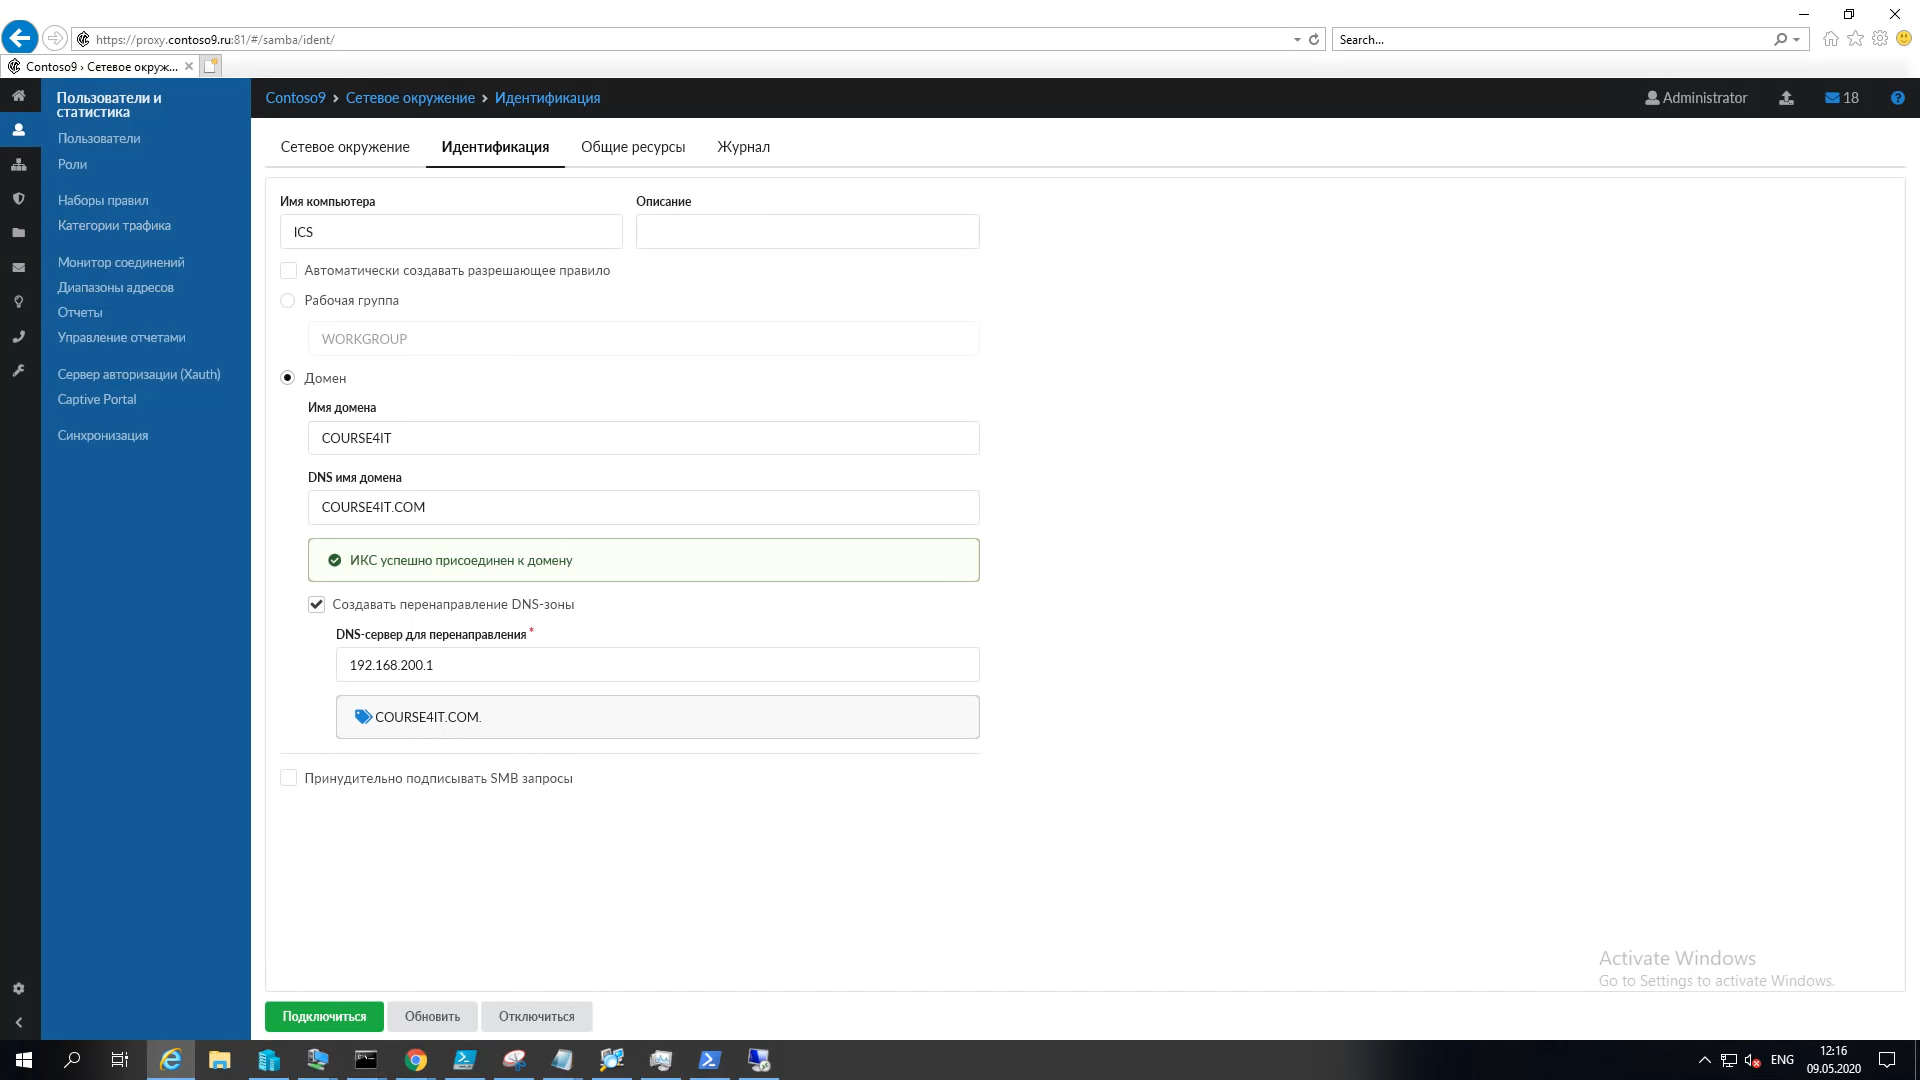 https://proxy.contoso9.ru:81/#/samba/ident/
Search...
Contoso9 › Сетевое окруж...
Пользователи и
статистика
Пользователи
Роли
Наборы правил
Категории трафика
Монитор соединений
Диапазоны адресов
Отчеты
Управление отчетами
Сервер авторизации (Xauth)
Captive Portal
Синхронизация
Contoso9 › Сетевое окружение › Идентификация
Administrator
18
Сетевое окружение
Идентификация
Общие ресурсы
Журнал
Имя компьютера
Описание
ICS
Автоматически создавать разрешающее правило
Рабочая группа
WORKGROUP
Домен
Имя домена
COURSE4IT
DNS имя домена
COURSE4IT.COM
ИКС успешно присоединен к домену
Создавать перенаправление DNS-зоны
DNS-сервер для перенаправления *
192.168.200.1
COURSE4IT.COM.
Принудительно подписывать SMB запросы
Activate Windows
Go to Settings to activate Windows.
Подключиться
Обновить
Отключиться
ENG
12:16
09.05.2020